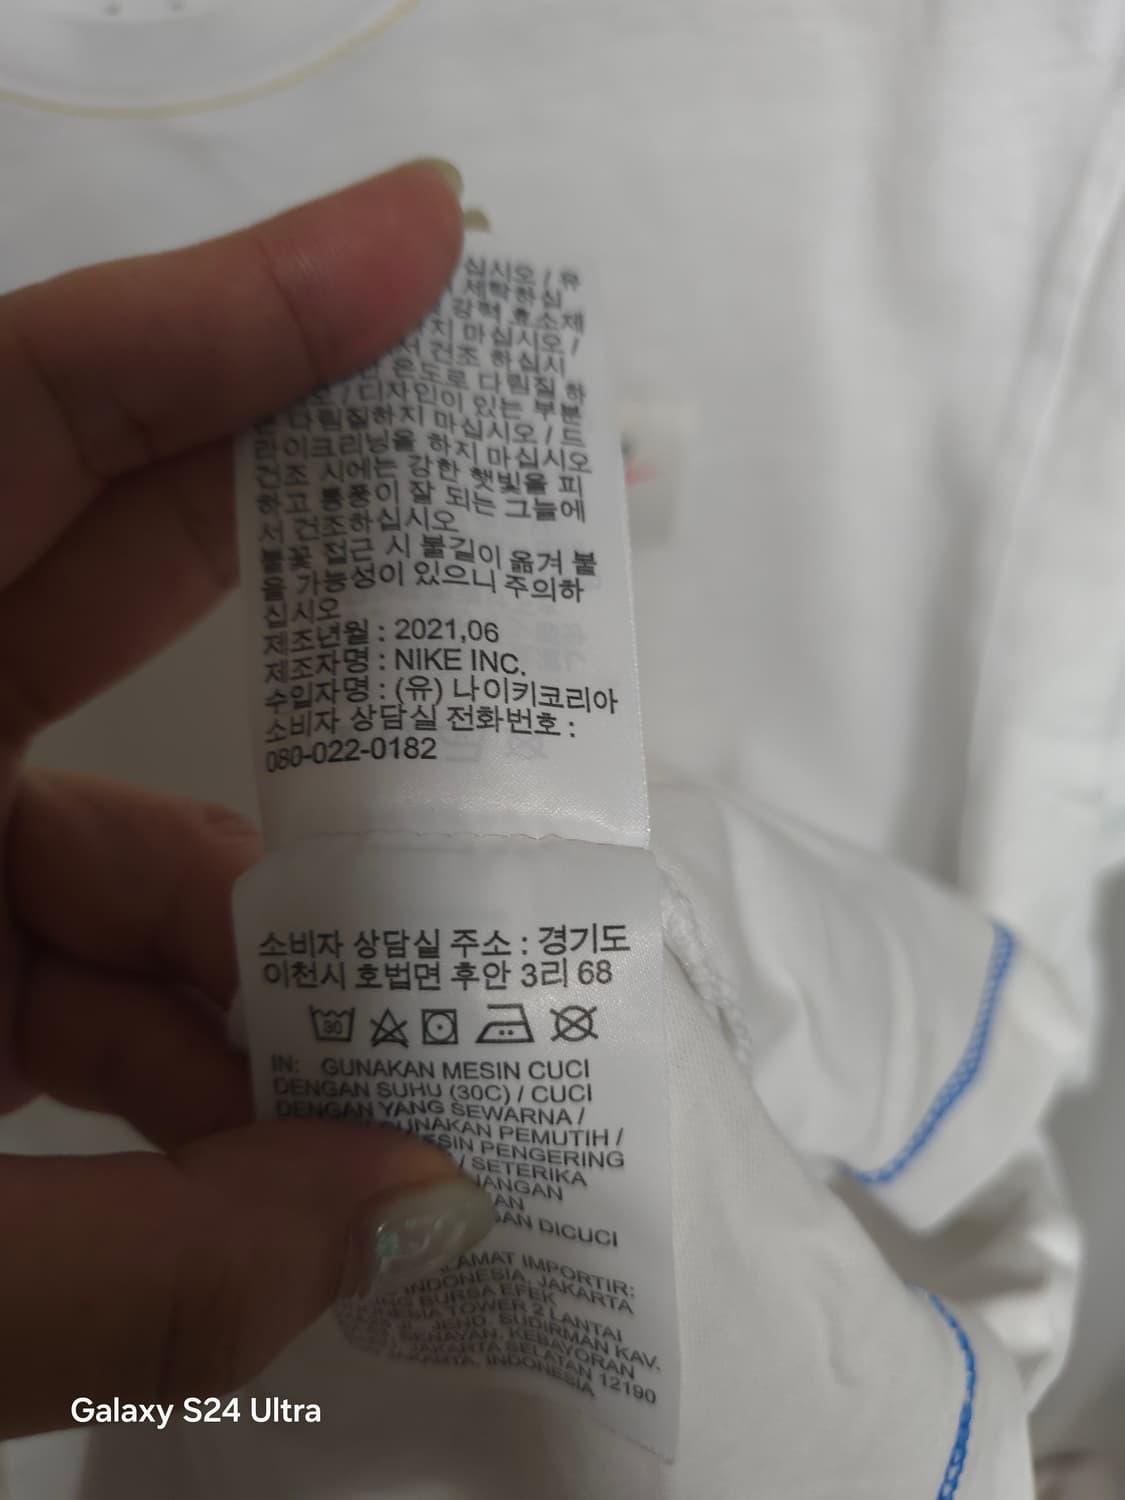 십시오 / 유
세탁하십
강력 효소제
하지 마십시오 /
서 건조 하십시
온도로 다림질 하
/ 디자인이 있는 부분
다림질하지 마십시오 / 드
라이크리닝을 하지 마십시오
건조 시에는 강한 햇빛을 피
하고 통풍이 잘 되는 그늘에
서 건조하십시오
불꽃 접근 시 불길이 옮겨 붙
을 가능성이 있으니 주의하
십시오
제조년월 : 2021,06
제조자명 : NIKE INC.
수입자명 : (유) 나이키코리아
소비자 상담실 전화번호 :
080-022-0182
소비자 상담실 주소 : 경기도
이천시 호법면 후안 3리 68
30
IN: GUNAKAN MESIN CUCI
DENGAN SUHU (30C) / CUCI
DENGAN YANG SEWARNA /
GUNAKAN PEMUTIH /
MESIN PENGERING
/ SETERIKA
JANGAN
DICUCI
ALAMAT IMPORTIR:
INDONESIA, JAKARTA
BURSA EFEK
TOWER 2 LANTAI
JL. JEND. SUDIRMAN KAV.
SENAYAN, KEBAYORAN
JAKARTA SELATAN 12190
JAKARTA, INDONESIA
Galaxy S24 Ultra